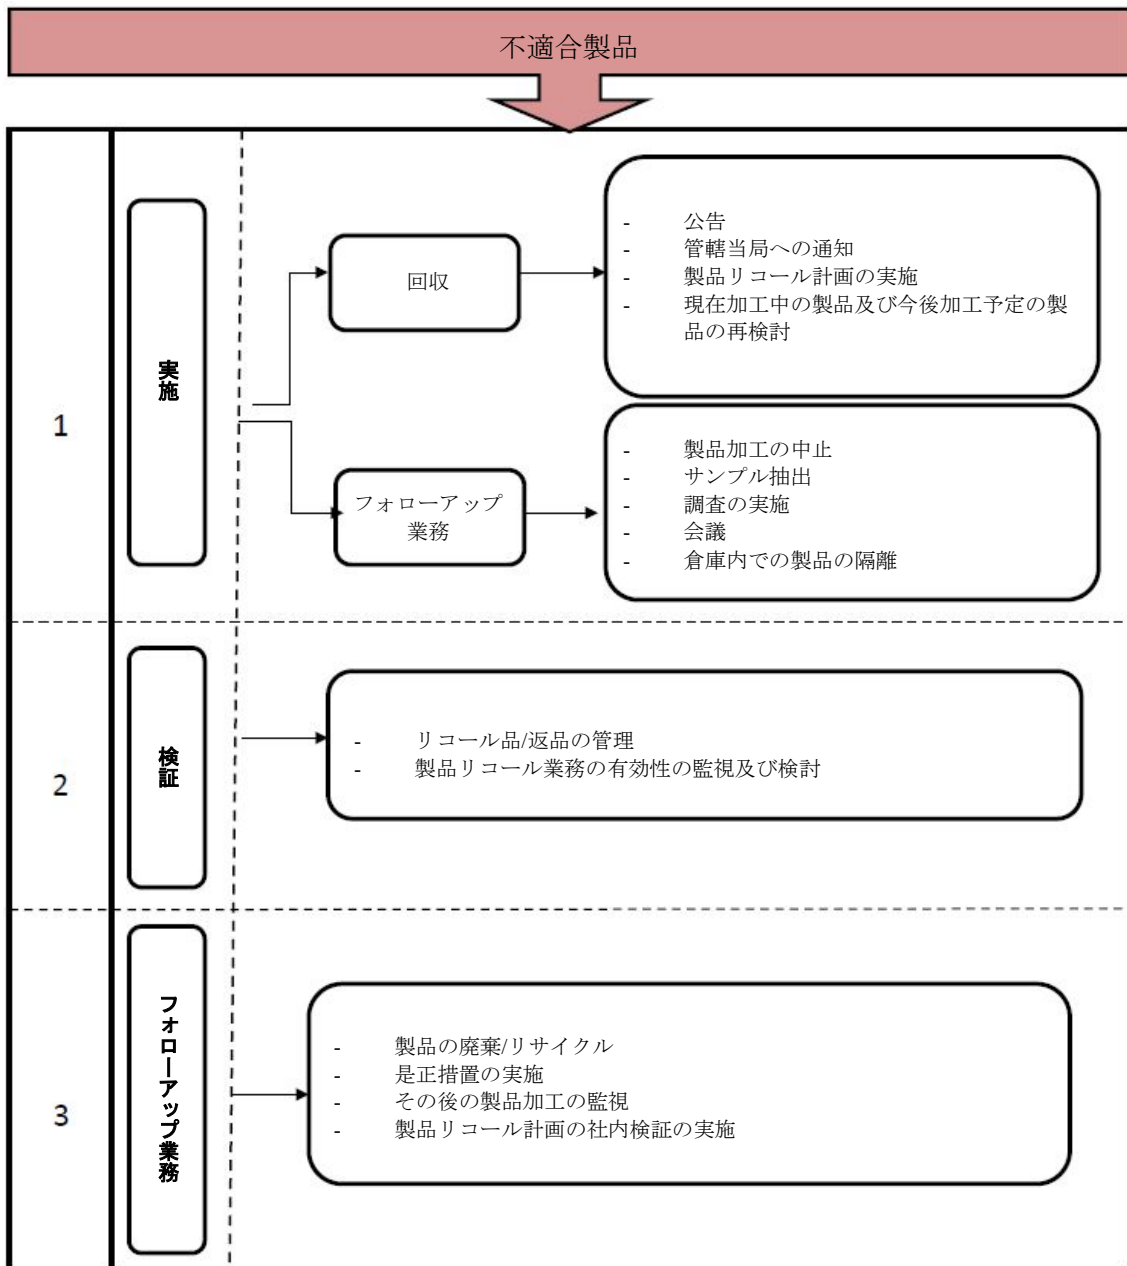 不適合製品
1
実施
回収
- 公告
- 管轄当局への通知
- 製品リコール計画の実施
- 現在加工中の製品及び今後加工予定の製
品の再検討
フォローアップ
業務
- 製品加工の中止
- サンプル抽出
- 調査の実施
- 会議
- 倉庫内での製品の隔離
2
検証
- リコール品/返品の管理
- 製品リコール業務の有効性の監視及び検討
3
フォローアップ業務
- 製品の廃棄/リサイクル
- 是正措置の実施
- その後の製品加工の監視
- 製品リコール計画の社内検証の実施